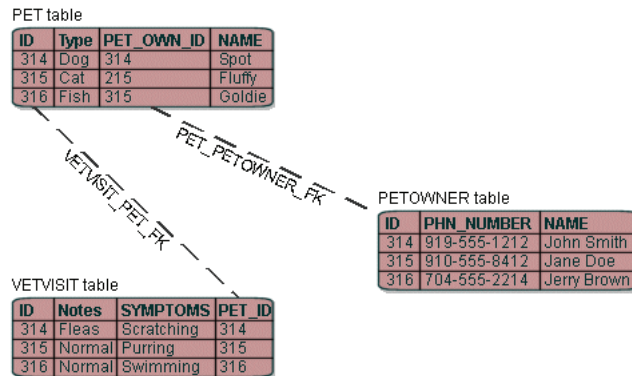 PET table
ID Type PET_OWN_ID NAME
314 Dog 314 Spot
315 Cat 215 Fluffy
316 Fish 315 Goldie
PET_PETOWNER_FK
VETVISIT_PET_FK
PETOWNER table
ID PHN_NUMBER NAME
314 919-555-1212 John Smith
315 910-555-8412 Jane Doe
316 704-555-2214 Jerry Brown
VETVISIT table
ID Notes SYMPTOMS PET_ID
314 Fleas Scratching 314
315 Normal Purring 315
316 Normal Swimming 316